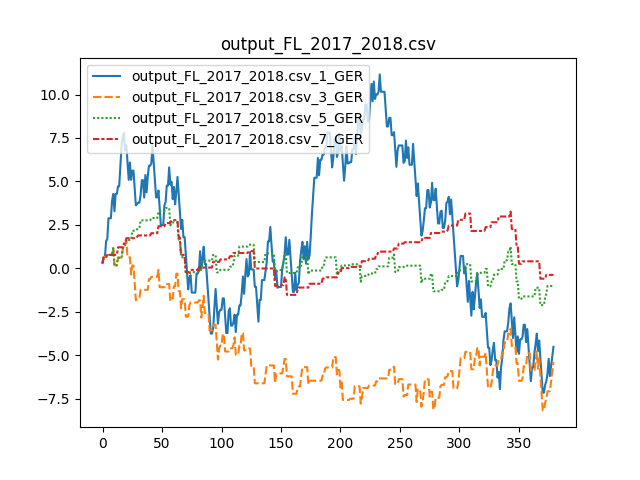 output_FL_2017_2018.csv
output_FL_2017_2018.csv_1_GER
output_FL_2017_2018.csv_3_GER
output_FL_2017_2018.csv_5_GER
output_FL_2017_2018.csv_7_GER
10.0
7.5
5.0
2.5
0.0
−2.5
−5.0
−7.5
0 50 100 150 200 250 300 350